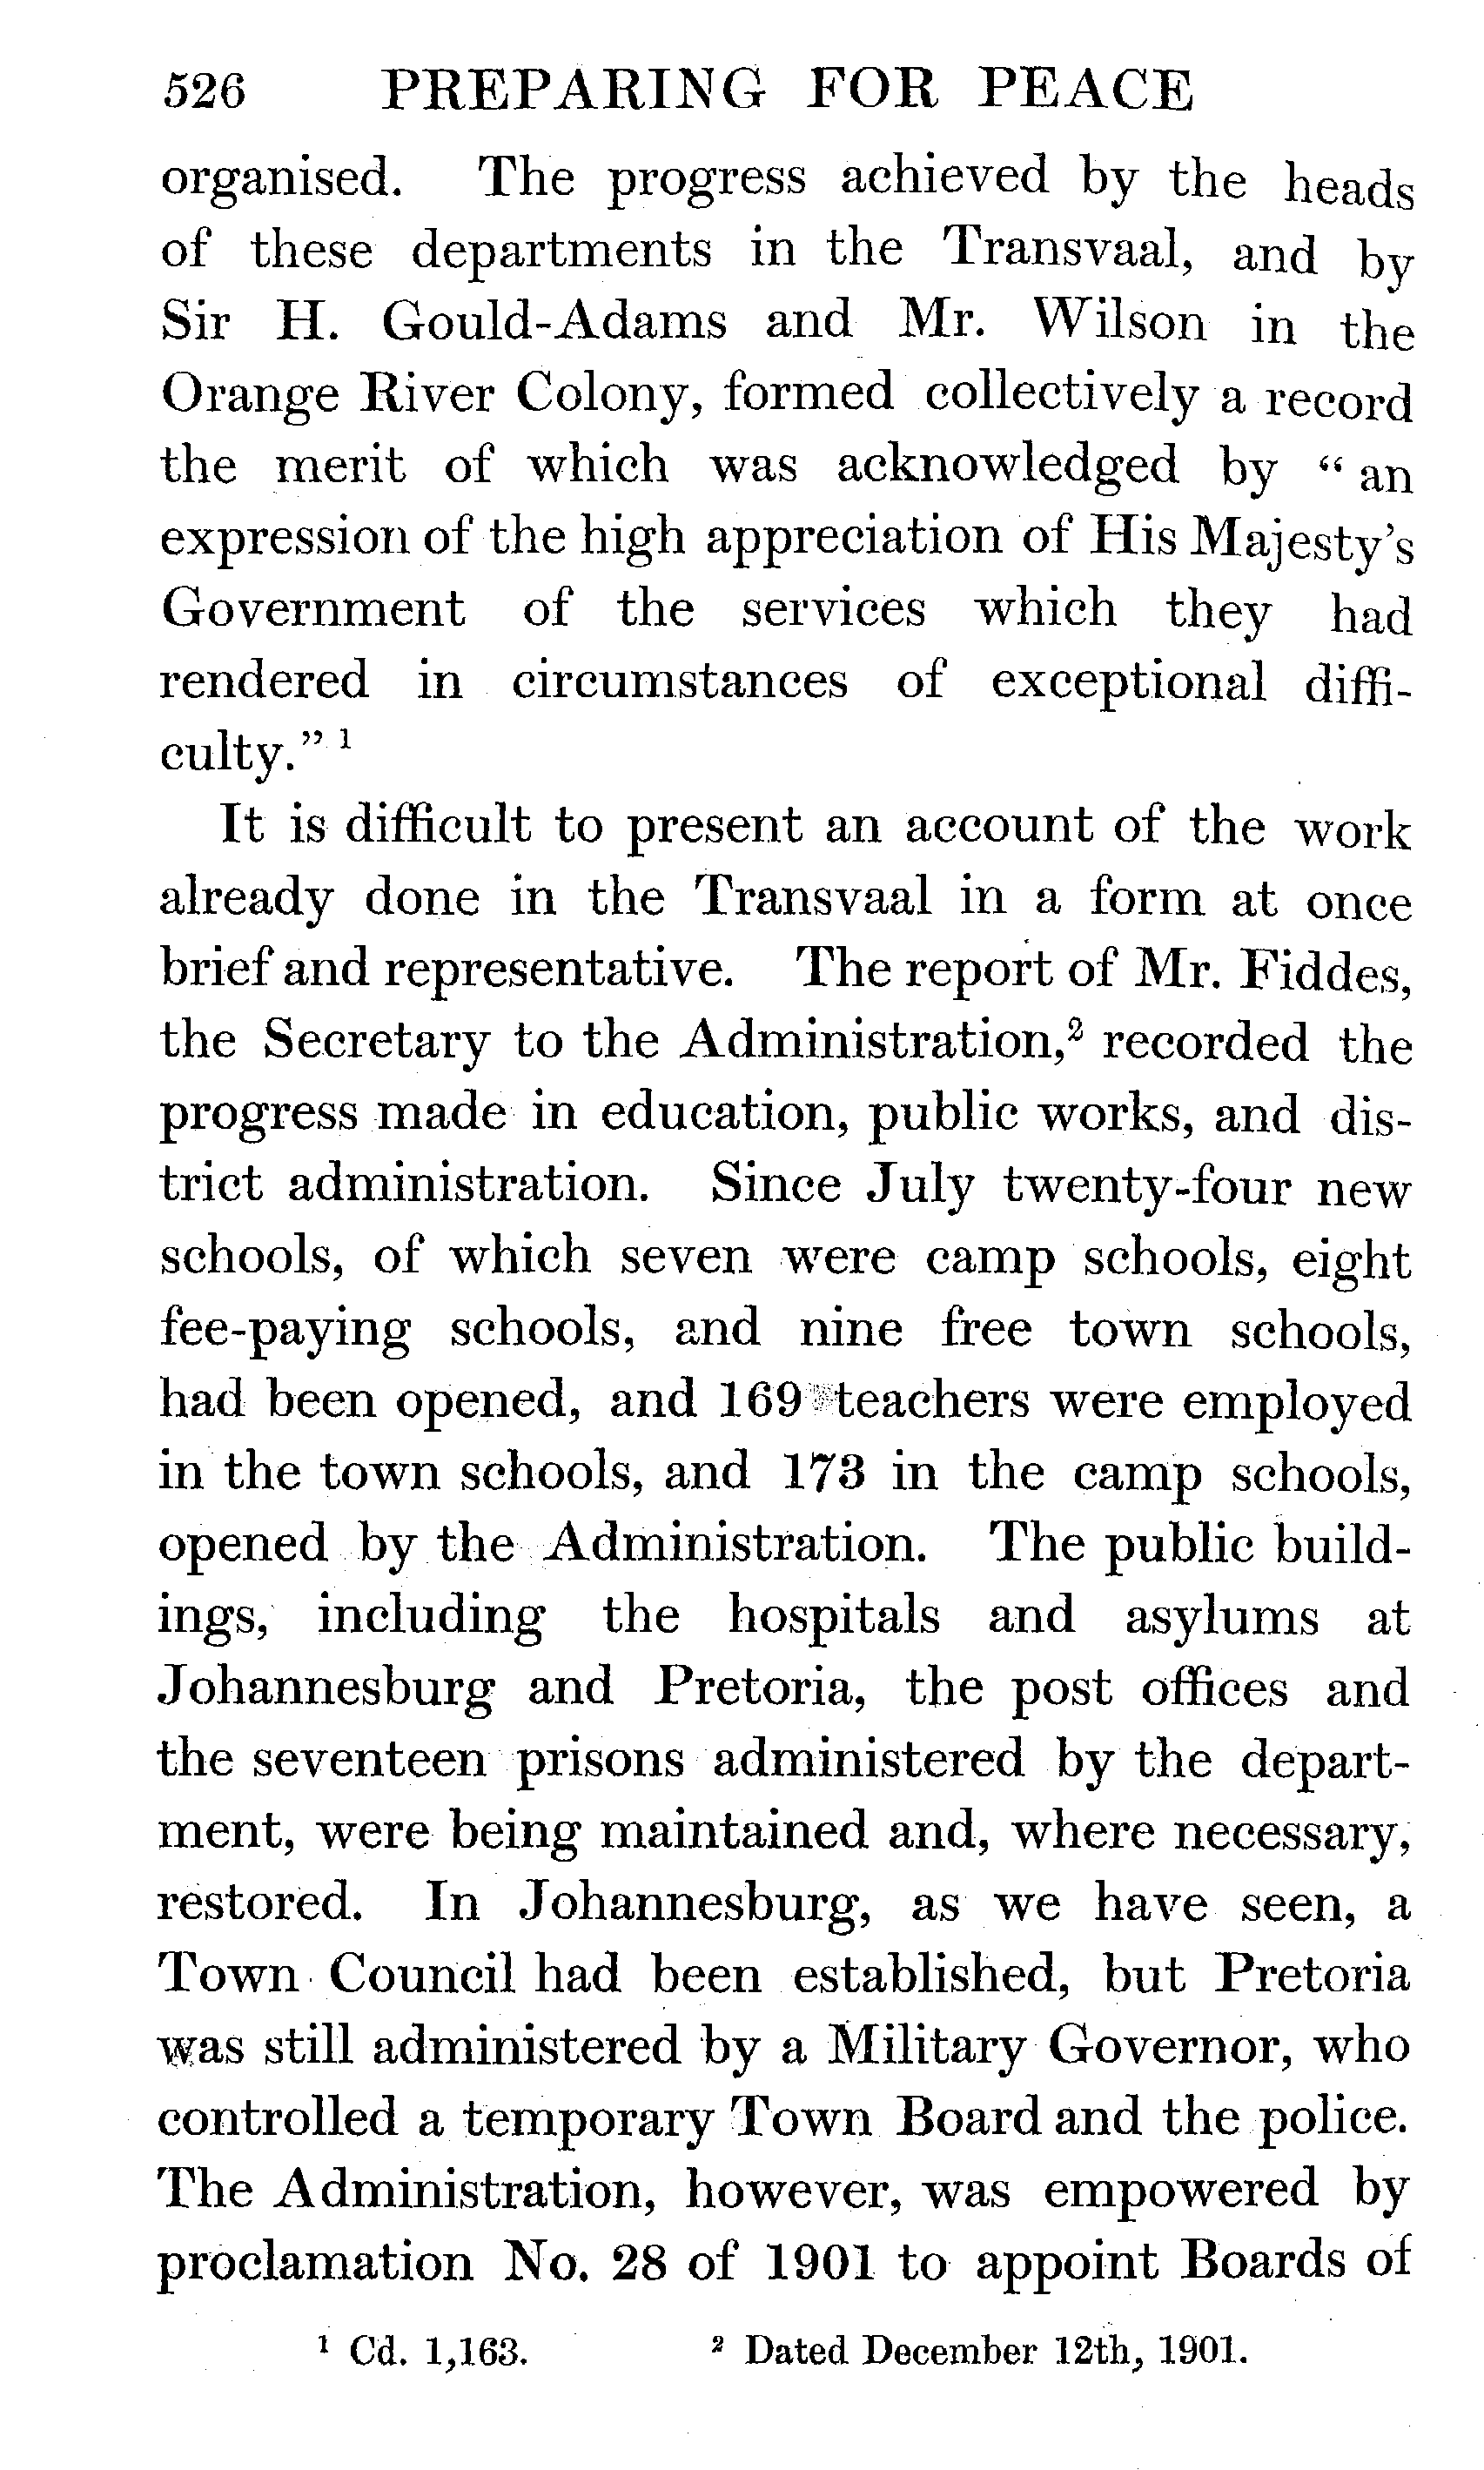 526 PREPARING FOR PEACE
organised. The progress achieved by the heads
of these departments in the Transvaal, and by
Sir H. Gould-Adams and Mr. Wilson in the
Orange River Colony, formed collectively a record
the merit of which was acknowledged by “ an
expression of the high appreciation of His Majesty's
Government of the services which they had
rendered in circumstances of exceptional diffi-
culty.” ¹
It is difficult to present an account of the work
already done in the Transvaal in a form at once
brief and representative. The report of Mr. Fiddes,
the Secretary to the Administration,² recorded the
progress made in education, public works, and dis-
trict administration. Since July twenty-four new
schools, of which seven were camp schools, eight
fee-paying schools, and nine free town schools,
had been opened, and 169 teachers were employed
in the town schools, and 173 in the camp schools,
opened by the Administration. The public build-
ings, including the hospitals and asylums at
Johannesburg and Pretoria, the post offices and
the seventeen prisons administered by the depart-
ment, were being maintained and, where necessary,
restored. In Johannesburg, as we have seen, a
Town Council had been established, but Pretoria
was still administered by a Military Governor, who
controlled a temporary Town Board and the police.
The Administration, however, was empowered by
proclamation No. 28 of 1901 to appoint Boards of
¹ Cd. 1,163. ² Dated December 12th, 1901.